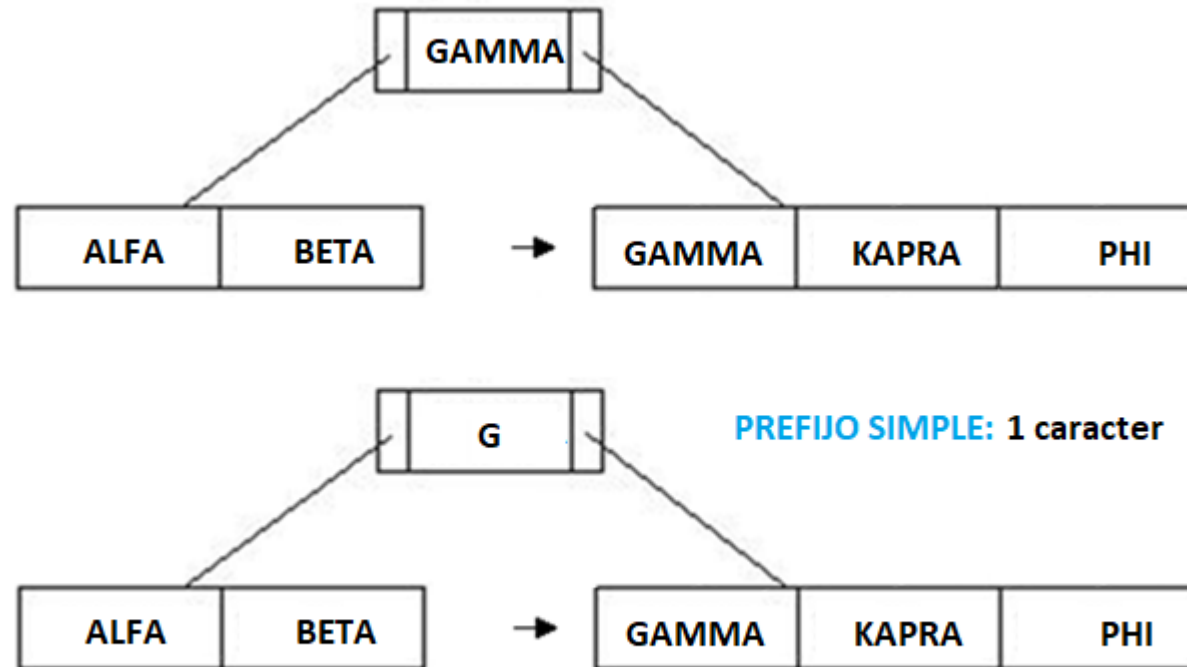 GAMMA
ALFA BETA GAMMA KAPRA PHI
G
PREFIJO SIMPLE: 1 caracter
ALFA BETA GAMMA KAPRA PHI